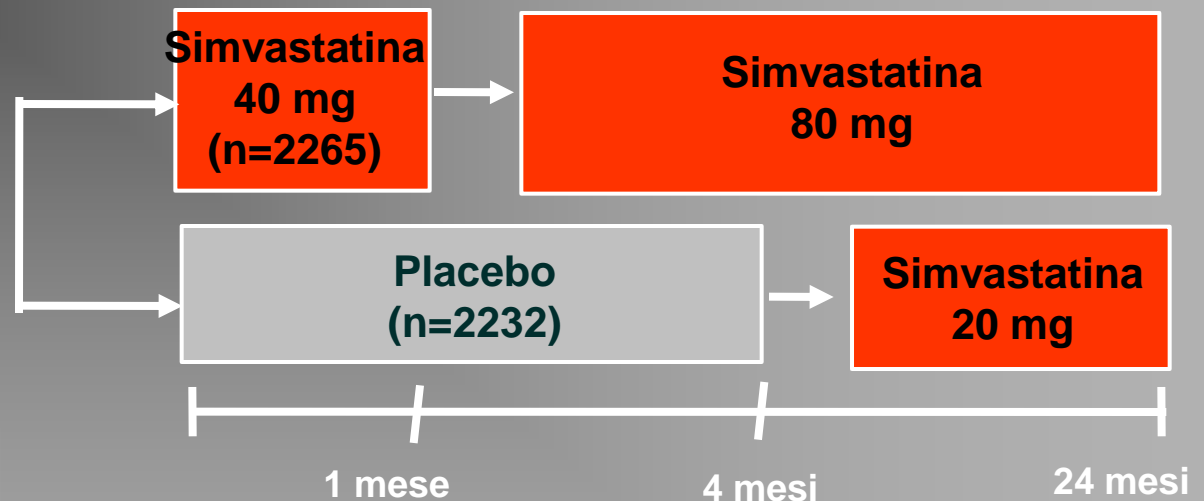 Simvastatina
40 mg
(n=2265)
Simvastatina
80 mg
Placebo
(n=2232)
Simvastatina
20 mg
1 mese
4 mesi
24 mesi